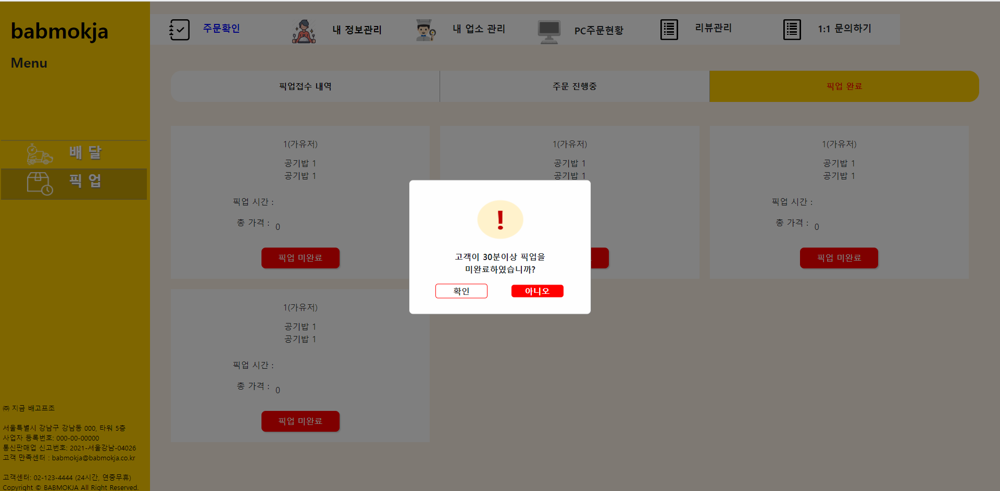 babmokja
Menu
배 달
픽 업
㈜ 지금 배고프조
서울특별시 강남구 강남동 000, 타워 5층
사업자 등록번호: 000-00-00000
통신판매업 신고번호: 2021-서울강남-04026
고객 만족센터 : babmokja@babmokja.co.kr
고객센터: 02-123-4444 (24시간, 연중무휴)
Copyright © BABMOKJA All Right Reserved.
주문확인
내 정보관리
내 업소 관리
PC주문현황
리뷰관리
1:1 문의하기
픽업접수 내역
주문 진행중
픽업 완료
1(가유저)
공기밥 1
공기밥 1
픽업 시간 :
총 가격 : 0
픽업 미완료
1(가유저)
공기밥 1
공기밥 1
1(가유저)
공기밥 1
공기밥 1
픽업 시간 :
총 가격 : 0
픽업 미완료
1(가유저)
공기밥 1
공기밥 1
픽업 시간 :
총 가격 : 0
픽업 미완료
!
고객이 30분이상 픽업을
미완료하였습니까?
확인
아니오